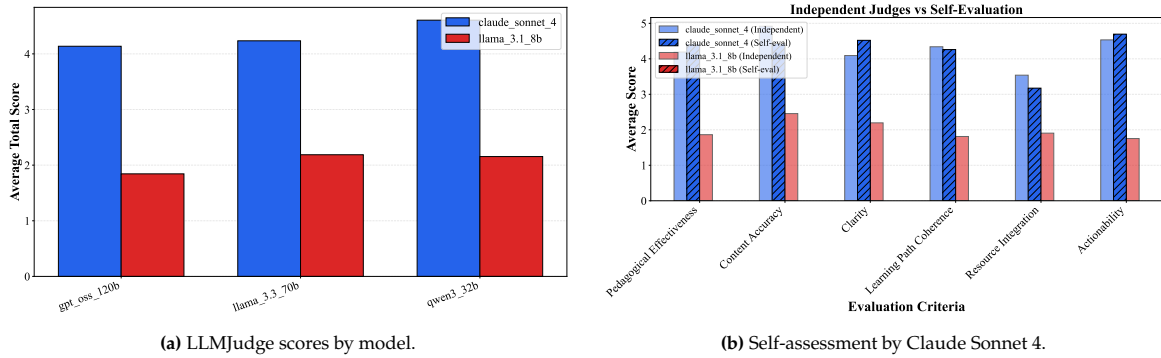 Average Total Score
4
2
0
claude_sonnet_4
llama_3.1_8b
gpt_oss_120b
llama_3.3_70b
qwen3_32b
(a) LLMJudge scores by model.
Independent Judges vs Self-Evaluation
Average Score
5
4
3
2
1
0
claude_sonnet_4 (Independent)
claude_sonnet_4 (Self-eval)
llama_3.1_8b (Independent)
llama_3.1_8b (Self-eval)
Pedagogical Effectiveness
Content Accuracy
Clarity
Learning Path Coherence
Resource Integration
Actionability
Evaluation Criteria
(b) Self-assessment by Claude Sonnet 4.